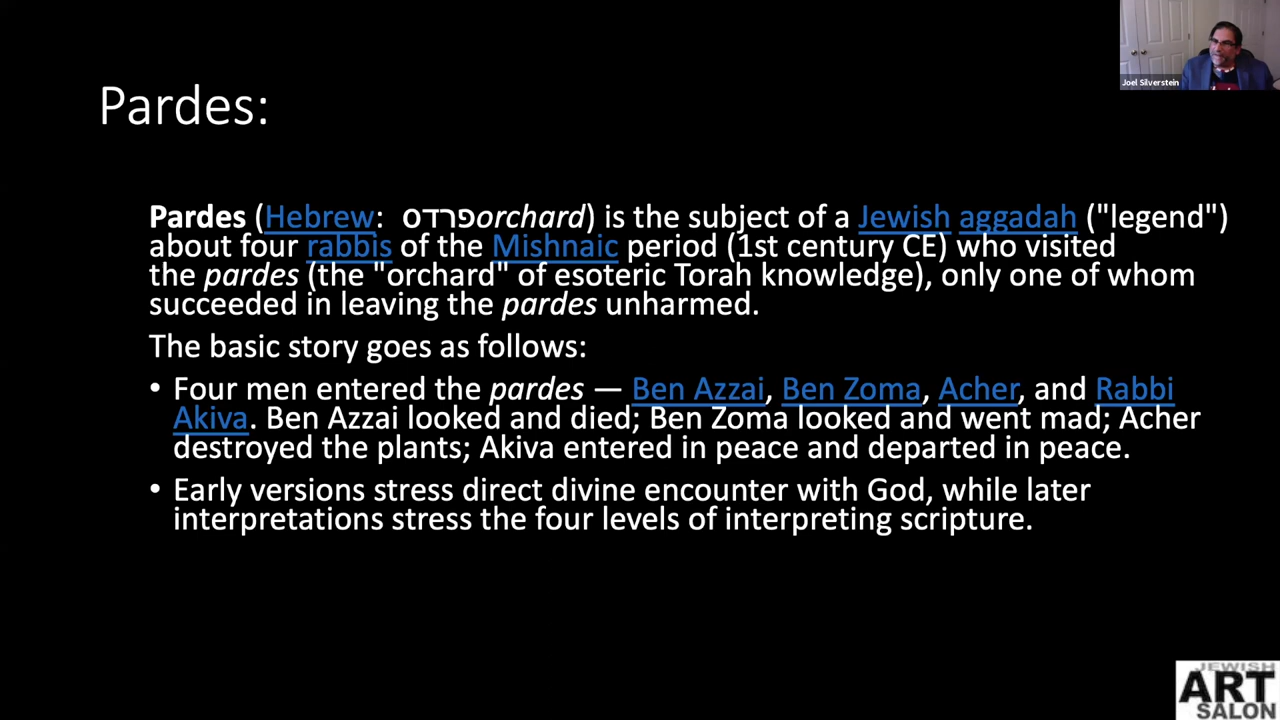 Joel Silverstein
Pardes:
Pardes (Hebrew: פרדס orchard) is the subject of a Jewish aggadah ("legend")
about four rabbis of the Mishnaic period (1st century CE) who visited
the pardes (the "orchard" of esoteric Torah knowledge), only one of whom
succeeded in leaving the pardes unharmed.
The basic story goes as follows:
• Four men entered the pardes — Ben Azzai, Ben Zoma, Acher, and Rabbi
Akiva. Ben Azzai looked and died; Ben Zoma looked and went mad; Acher
destroyed the plants; Akiva entered in peace and departed in peace.
• Early versions stress direct divine encounter with God, while later
interpretations stress the four levels of interpreting scripture.
JEWISH
ART
SALON